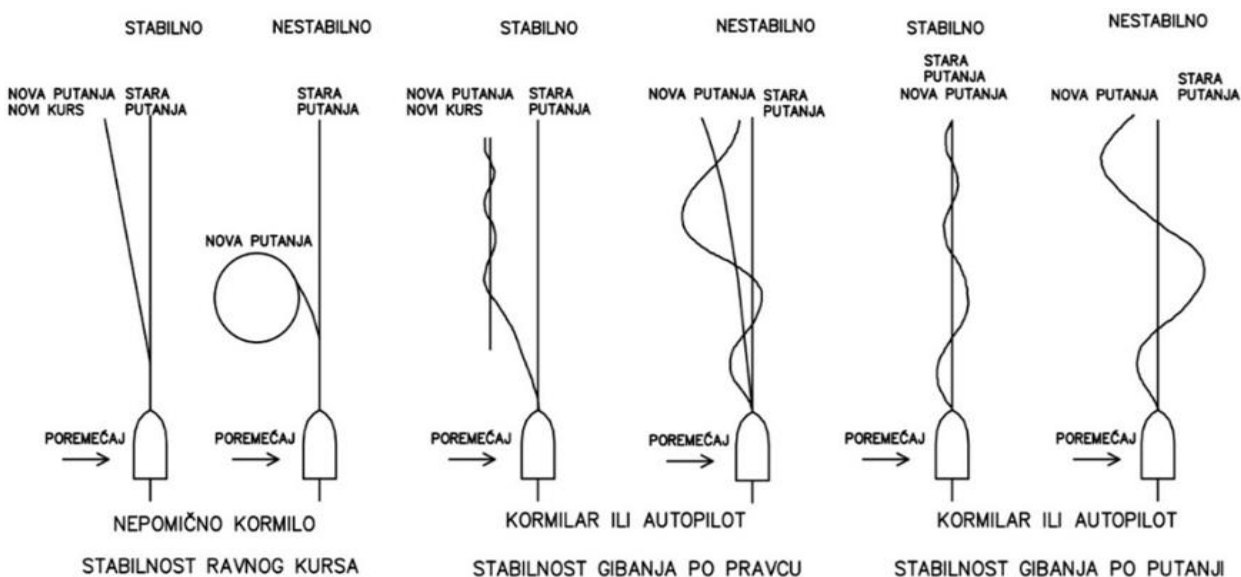 STABILNO
NESTABILNO
STABILNO
NESTABILNO
STABILNO
NESTABILNO
NOVA PUTANJA
NOVI KURS
STARA
PUTANJA
STARA
PUTANJA
NOVA PUTANJA
NOVA PUTANJA
NOVI KURS
STARA
PUTANJA
NOVA PUTANJA
STARA
PUTANJA
STARA
PUTANJA
NOVA PUTANJA
NOVA PUTANJA
STARA
PUTANJA
POREMEĆAJ
POREMEĆAJ
POREMEĆAJ
POREMEĆAJ
POREMEĆAJ
POREMEĆAJ
NEPOMIČNO KORMILO
KORMILAR ILI AUTOPILOT
KORMILAR ILI AUTOPILOT
STABILNOST RAVNOG KURSA
STABILNOST GIBANJA PO PRAVCU
STABILNOST GIBANJA PO PUTANJI